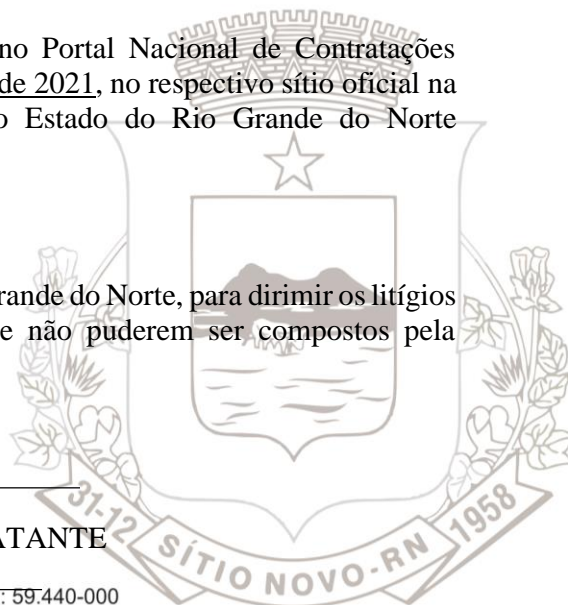 no Portal Nacional de Contratações
de 2021, no respectivo sítio oficial na
o Estado do Rio Grande do Norte
rande do Norte, para dirimir os litígios
e não puderem ser compostos pela
ATANTE
31-12 SÍTIO NOVO-RN 1958
: 59.440-000